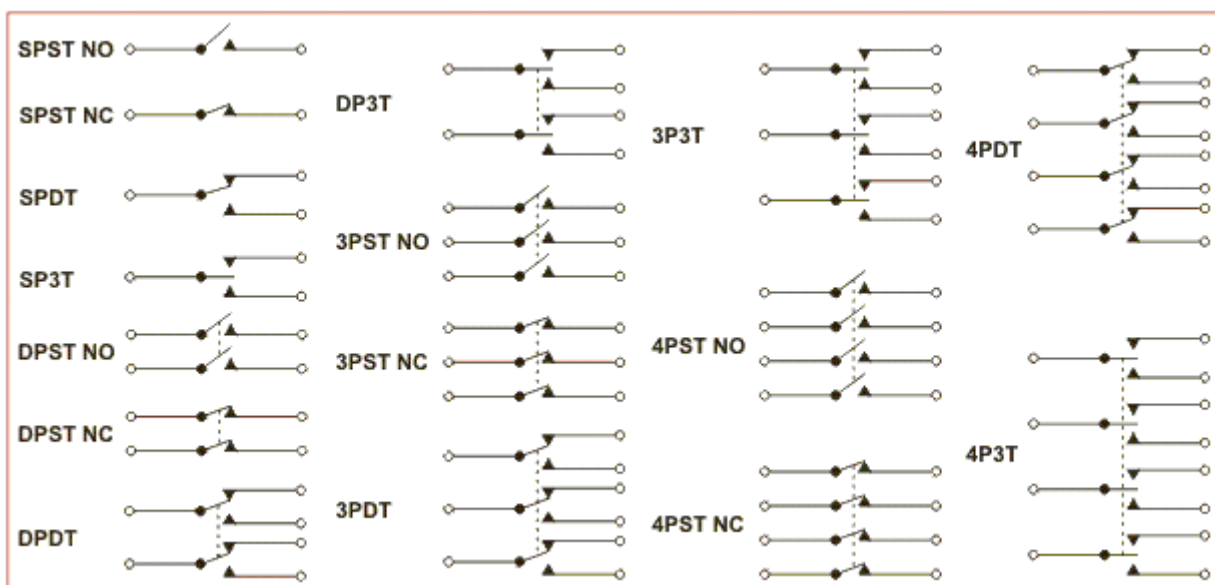 SPST NO
SPST NC
SPDT
SP3T
DPST NO
DPST NC
DPDT
DP3T
3PST NO
3PST NC
3PDT
3P3T
4PST NO
4PST NC
4PDT
4P3T